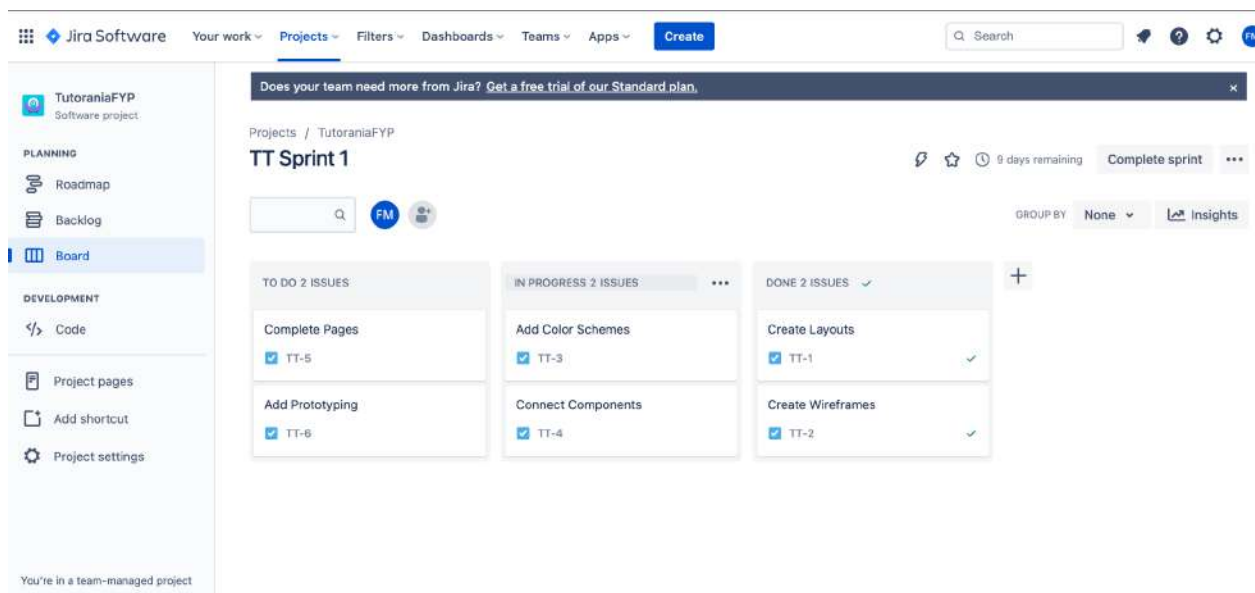 Jira Software Your work Projects Filters Dashboards Teams Apps Create Search FM
Does your team need more from Jira? Get a free trial of our Standard plan.
TutoraniaFYP
Software project
Projects / TutoraniaFYP
TT Sprint 1
9 days remaining Complete sprint
PLANNING
Roadmap
Backlog
Board
DEVELOPMENT
Code
Project pages
Add shortcut
Project settings
You're in a team-managed project
FM
GROUP BY None Insights
TO DO 2 ISSUES
Complete Pages
TT-5
Add Prototyping
TT-6
IN PROGRESS 2 ISSUES
Add Color Schemes
TT-3
Connect Components
TT-4
DONE 2 ISSUES
Create Layouts
TT-1
Create Wireframes
TT-2